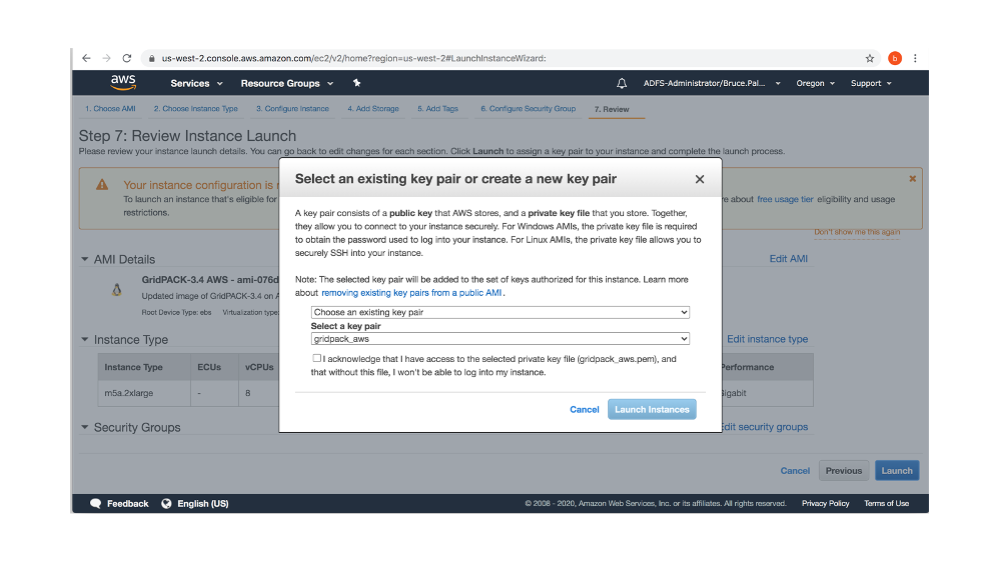 us-west-2.console.aws.amazon.com/ec2/v2/home?region=us-west-2#LaunchInstanceWizard:
b
aws Services Resource Groups ADFS-Administrator/Bruce.Pal... Oregon Support
1. Choose AMI 2. Choose Instance Type 3. Configure Instance 4. Add Storage 5. Add Tags 6. Configure Security Group 7. Review
Step 7: Review Instance Launch
Please review your instance launch details. You can go back to edit changes for each section. Click Launch to assign a key pair to your instance and complete the launch process.
Your instance configuration is
To launch an instance that's eligible for
re about free usage tier eligibility and usage
restrictions.
Don't show me this again
Select an existing key pair or create a new key pair
A key pair consists of a public key that AWS stores, and a private key file that you store. Together,
they allow you to connect to your instance securely. For Windows AMIs, the private key file is required
to obtain the password used to log into your instance. For Linux AMIs, the private key file allows you to
securely SSH into your instance.
Note: The selected key pair will be added to the set of keys authorized for this instance. Learn more
about removing existing key pairs from a public AMI.
Choose an existing key pair
Select a key pair
gridpack_aws
I acknowledge that I have access to the selected private key file (gridpack_aws.pem), and
that without this file, I won't be able to log into my instance.
Cancel Launch Instances
AMI Details Edit AMI
GridPACK-3.4 AWS - ami-076d
Updated image of GridPACK-3.4 on A
Root Device Type: ebs Virtualization type:
Instance Type Edit instance type
Instance Type ECUs vCPUs Performance
m5a.2xlarge - 8 Gigabit
Security Groups Edit security groups
Cancel Previous Launch
Feedback English (US) © 2008 - 2020, Amazon Web Services, Inc. or its affiliates. All rights reserved. Privacy Policy Terms of Use